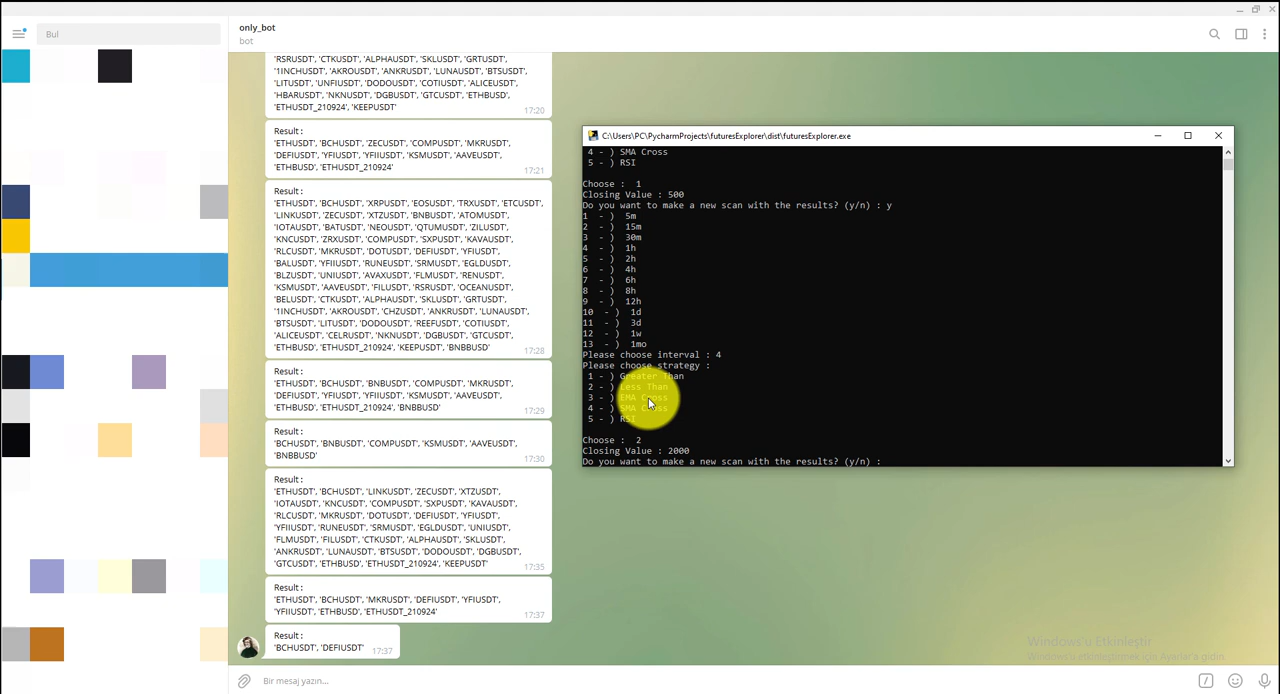 Bul
only_bot
bot
'RSRUSDT', 'CTKUSDT', 'ALPHAUSDT', 'SKLUSDT', 'GRTUSDT',
'1INCHUSDT', 'AKROUSDT', 'ANKRUSDT', 'LUNAUSDT', 'BTSUSDT',
'LITUSDT', 'UNFIUSDT', 'DODOUSDT', 'COTIUSDT', 'ALICEUSDT',
'HBARUSDT', 'NKNUSDT', 'DGBUSDT', 'GTCUSDT', 'ETHBUSD',
'ETHUSDT_210924', 'KEEPUSDT'
17:20
Result :
'ETHUSDT', 'BCHUSDT', 'ZECUSDT', 'COMPUSDT', 'MKRUSDT',
'DEFIUSDT', 'YFIUSDT', 'YFIIUSDT', 'KSMUSDT', 'AAVEUSDT',
'ETHBUSD', 'ETHUSDT_210924'
17:21
Result :
'ETHUSDT', 'BCHUSDT', 'XRPUSDT', 'EOSUSDT', 'TRXUSDT', 'ETCUSDT',
'LINKUSDT', 'ZECUSDT', 'XTZUSDT', 'BNBUSDT', 'ATOMUSDT',
'IOTAUSDT', 'BATUSDT', 'NEOUSDT', 'QTUMUSDT', 'ZILUSDT',
'KNCUSDT', 'ZRXUSDT', 'COMPUSDT', 'SXPUSDT', 'KAVAUSDT',
'RLCUSDT', 'MKRUSDT', 'DOTUSDT', 'DEFIUSDT', 'YFIUSDT',
'BALUSDT', 'YFIIUSDT', 'RUNEUSDT', 'SRMUSDT', 'EGLDUSDT',
'BLZUSDT', 'UNIUSDT', 'AVAXUSDT', 'FLMUSDT', 'RENUSDT',
'KSMUSDT', 'AAVEUSDT', 'FILUSDT', 'RSRUSDT', 'OCEANUSDT',
'BELUSDT', 'CTKUSDT', 'ALPHAUSDT', 'SKLUSDT', 'GRTUSDT',
'1INCHUSDT', 'AKROUSDT', 'CHZUSDT', 'ANKRUSDT', 'LUNAUSDT',
'BTSUSDT', 'LITUSDT', 'DODOUSDT', 'REEFUSDT', 'COTIUSDT',
'ALICEUSDT', 'CELRUSDT', 'NKNUSDT', 'DGBUSDT', 'GTCUSDT',
'ETHBUSD', 'ETHUSDT_210924', 'KEEPUSDT', 'BNBBUSD'
17:28
Result :
'ETHUSDT', 'BCHUSDT', 'BNBUSDT', 'COMPUSDT', 'MKRUSDT',
'DEFIUSDT', 'YFIUSDT', 'YFIIUSDT', 'KSMUSDT', 'AAVEUSDT',
'ETHBUSD', 'ETHUSDT_210924', 'BNBBUSD'
17:29
Result :
'BCHUSDT', 'BNBUSDT', 'COMPUSDT', 'KSMUSDT', 'AAVEUSDT',
'BNBBUSD'
17:30
Result :
'ETHUSDT', 'BCHUSDT', 'LINKUSDT', 'ZECUSDT', 'XTZUSDT',
'IOTAUSDT', 'KNCUSDT', 'COMPUSDT', 'SXPUSDT', 'KAVAUSDT',
'RLCUSDT', 'MKRUSDT', 'DOTUSDT', 'DEFIUSDT', 'YFIUSDT',
'YFIIUSDT', 'RUNEUSDT', 'SRMUSDT', 'EGLDUSDT', 'UNIUSDT',
'FLMUSDT', 'FILUSDT', 'CTKUSDT', 'ALPHAUSDT', 'SKLUSDT',
'ANKRUSDT', 'LUNAUSDT', 'BTSUSDT', 'DODOUSDT', 'DGBUSDT',
'GTCUSDT', 'ETHBUSD', 'ETHUSDT_210924', 'KEEPUSDT'
17:35
Result :
'ETHUSDT', 'BCHUSDT', 'MKRUSDT', 'DEFIUSDT', 'YFIUSDT',
'YFIIUSDT', 'ETHBUSD', 'ETHUSDT_210924'
17:37
Result :
'BCHUSDT', 'DEFIUSDT'
17:37
Bir mesaj yazın...
C:\Users\PC\PycharmProjects\futuresExplorer\dist\futuresExplorer.exe
4 - ) SMA Cross
5 - ) RSI
Choose : 1
Closing Value : 500
Do you want to make a new scan with the results? (y/n) : y
1 - ) 5m
2 - ) 15m
3 - ) 30m
4 - ) 1h
5 - ) 2h
6 - ) 4h
7 - ) 6h
8 - ) 8h
9 - ) 12h
10 - ) 1d
11 - ) 3d
12 - ) 1w
13 - ) 1mo
Please choose interval : 4
Please choose strategy :
1 - ) Greater Than
2 - ) Less Than
3 - ) EMA Cross
4 - ) SMA Cross
5 - ) RSI
Choose : 2
Closing Value : 2000
Do you want to make a new scan with the results? (y/n) :
Windows'u Etkinleştir
Windows'u etkinleştirmek için Ayarlar'a gidin.